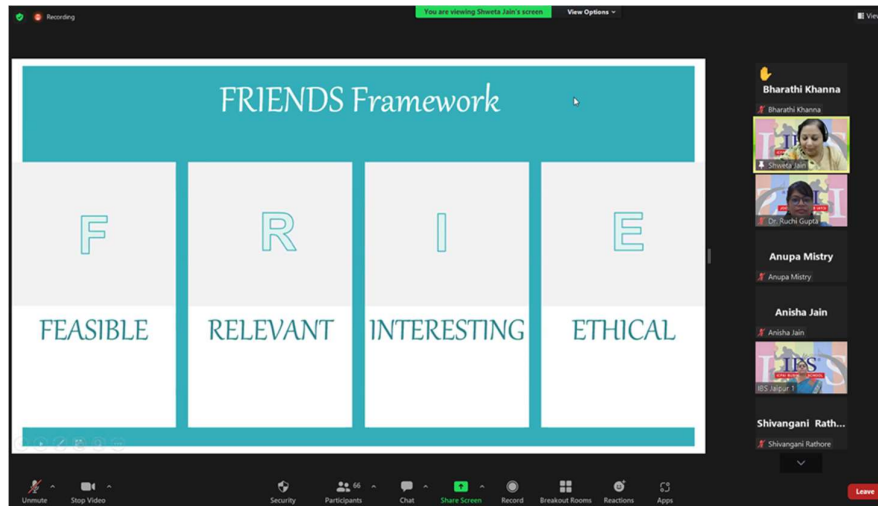 Recording
You are viewing Shweta Jain's screen
View Options
View
FRIENDS Framework
F
R
I
E
FEASIBLE
RELEVANT
INTERESTING
ETHICAL
Bharathi Khanna
Bharathi Khanna
Shweta Jain
Dr. Ruchi Gupta
Anupa Mistry
Anupa Mistry
Anisha Jain
Anisha Jain
IBS
IBS Jaipur 1
Shivangani Rath...
Shivangani Rathore
Unmute
Stop Video
Security
66
Participants
Chat
Share Screen
Record
Breakout Rooms
Reactions
Apps
Leave